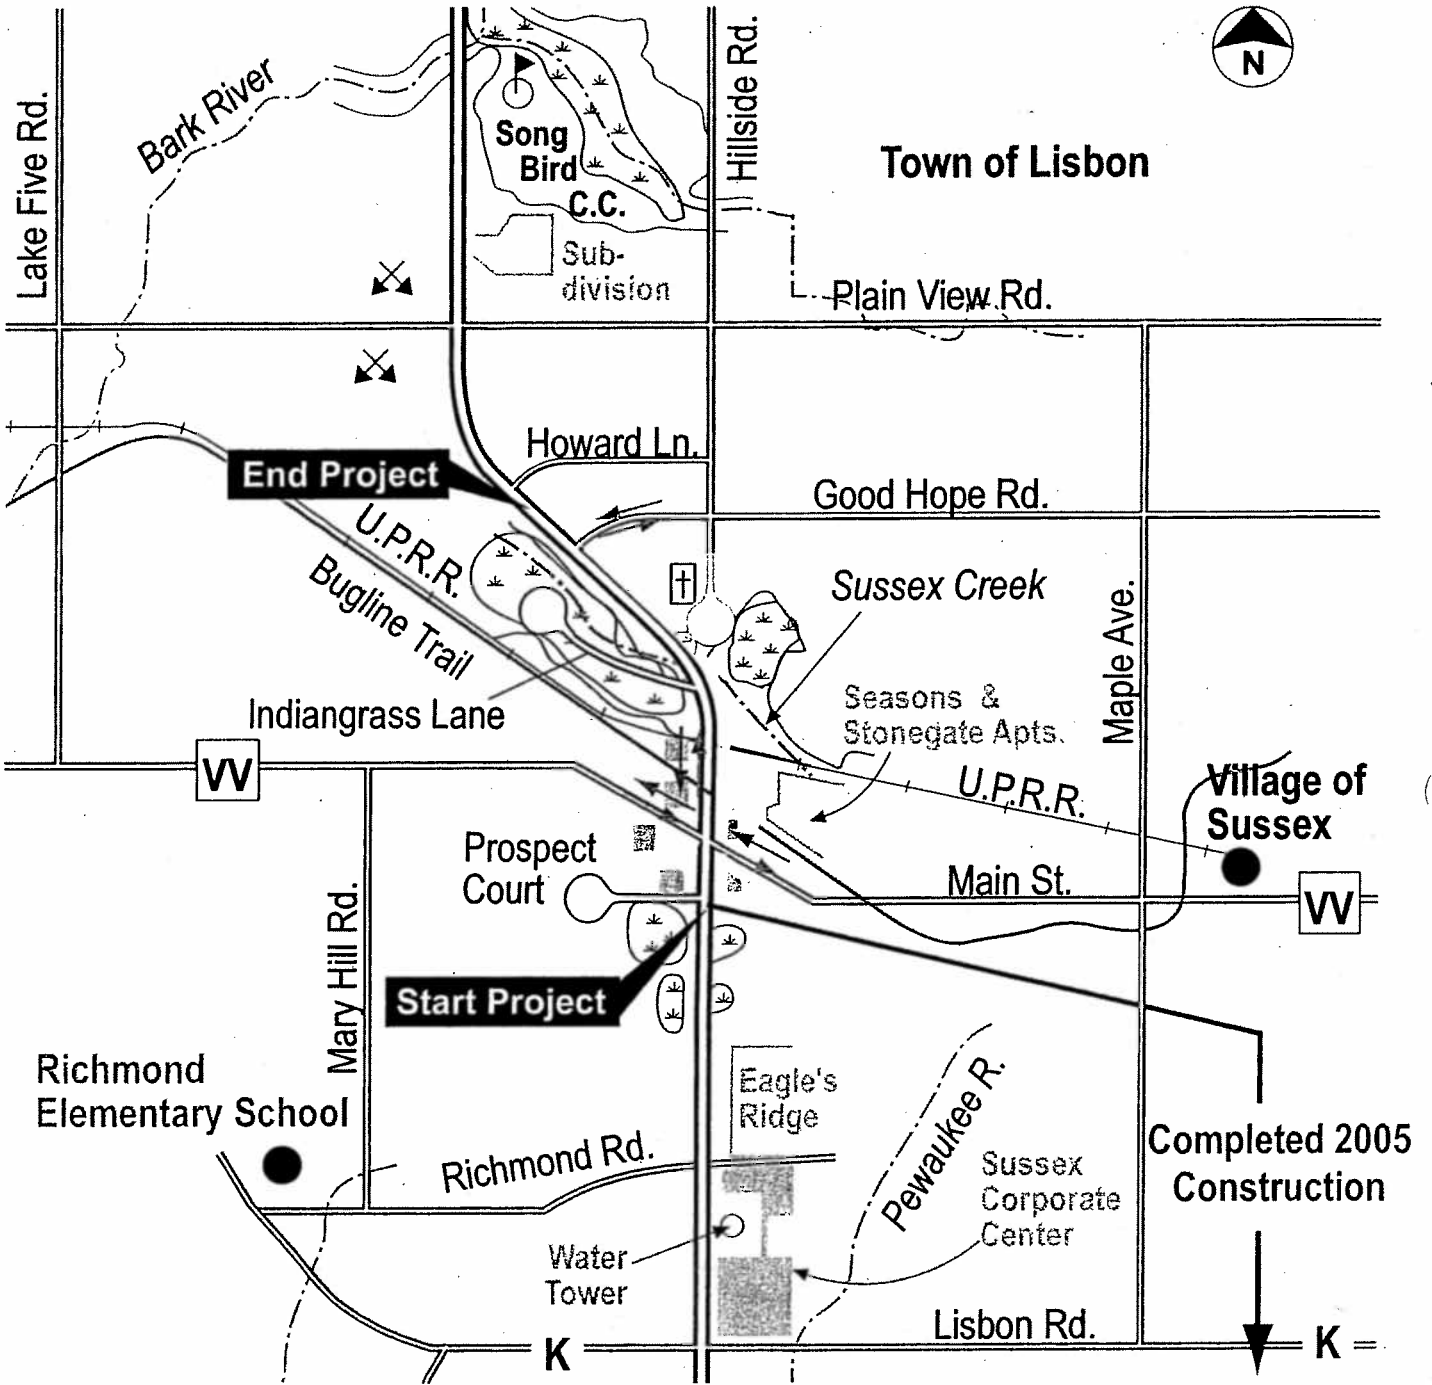 N
Town of Lisbon
Lake Five Rd.
Bark River
Hillside Rd.
Song
Bird
C.C.
Sub-
division
Plain View Rd.
Howard Ln.
End Project
Good Hope Rd.
U.P.R.R.
Bugline Trail
Sussex Creek
Maple Ave.
Indiangrass Lane
Seasons &
Stonegate Apts.
VV
U.P.R.R.
Village of
Sussex
Prospect
Court
Main St.
VV
Mary Hill Rd.
Start Project
Richmond
Elementary School
Eagle's
Ridge
Pewaukee R.
Completed 2005
Construction
Richmond Rd.
Sussex
Corporate
Center
Water
Tower
Lisbon Rd.
K
K